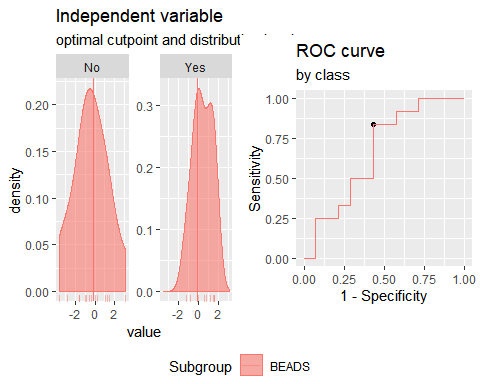 Independent variable
optimal cutpoint and
No
Yes
0.20
0.15
0.10
0.05
0.00
density
0.3
0.2
0.1
0.0
-2
0
2
-2
0
2
value
ROC curve
by class
1.00
0.75
0.50
0.25
0.00
Sensitivity
0.00
0.25
0.50
0.75
1.00
1 - Specificity
Subgroup
BEADS